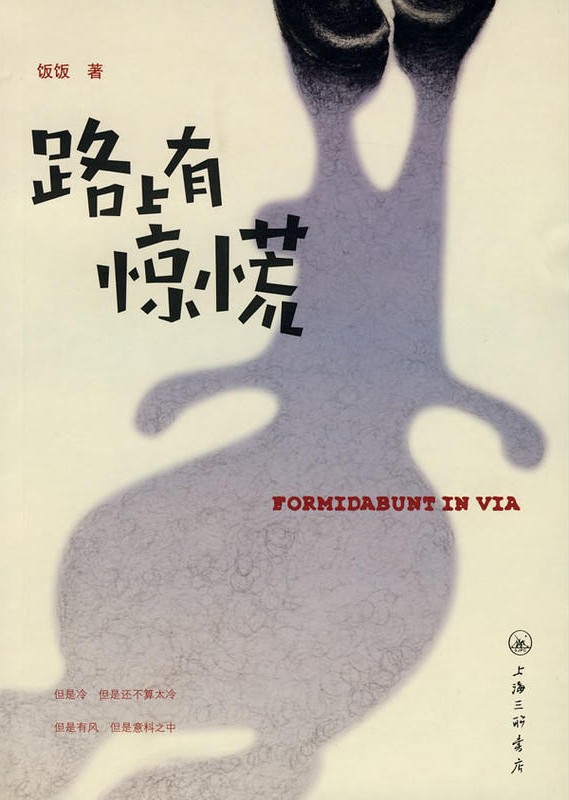 饭饭 著
路上有
惊慌
FORMIDABUNT IN VIA
但是冷 但是还不算太冷
但是有风 但是意料之中
上海三联书店